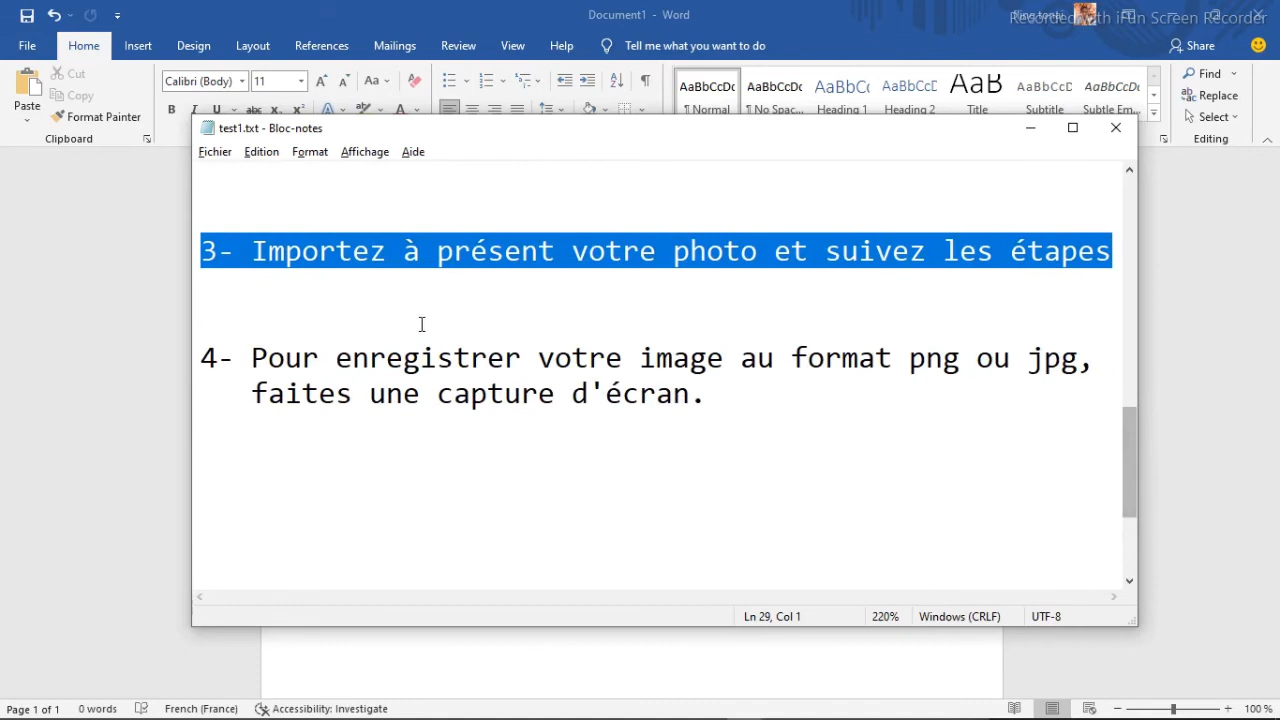 Document1 - Word
Recorded with iFun Screen Recorder
File Home Insert Design Layout References Mailings Review View Help Tell me what you want to do Share
Paste
Cut
Copy
Format Painter
Clipboard
Calibri (Body) 11
Aa
B I U abc A
AaBbCcDc AaBbCcDc AaBbCcC AaBbCcD AaB AaBbCcD AaBbCcDc
¶ Normal ¶ No Spac... Heading 1 Heading 2 Title Subtitle Subtle Em...
Find
Replace
Select
Editing
test1.txt - Bloc-notes
Fichier Edition Format Affichage Aide
3- Importez à présent votre photo et suivez les étapes
4- Pour enregistrer votre image au format png ou jpg,
faites une capture d'écran.
Ln 29, Col 1 220% Windows (CRLF) UTF-8
Page 1 of 1 0 words French (France) Accessibility: Investigate 100 %